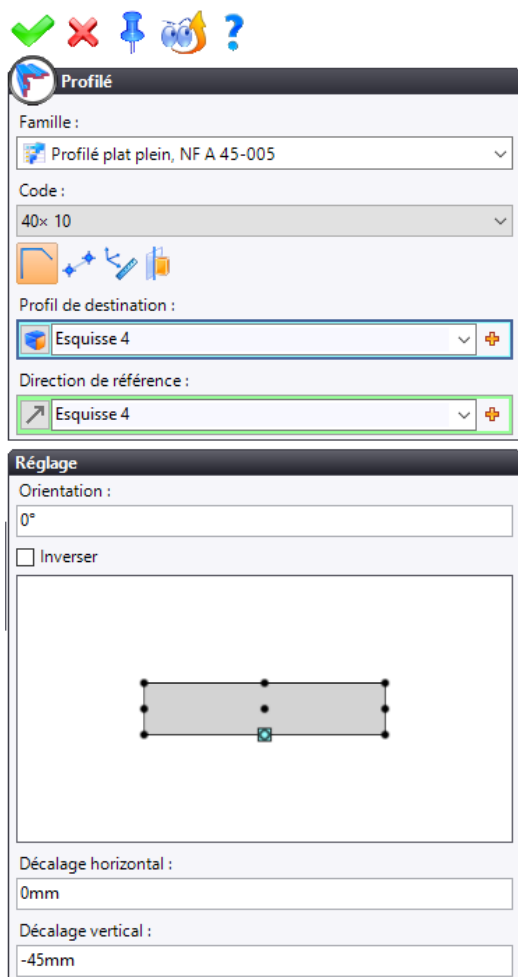 ?
Profilé
Famille :
Profilé plat plein, NF A 45-005
Code :
40× 10
Profil de destination :
Esquisse 4
Direction de référence :
Esquisse 4
Réglage
Orientation :
0°
Inverser
Décalage horizontal :
0mm
Décalage vertical :
-45mm